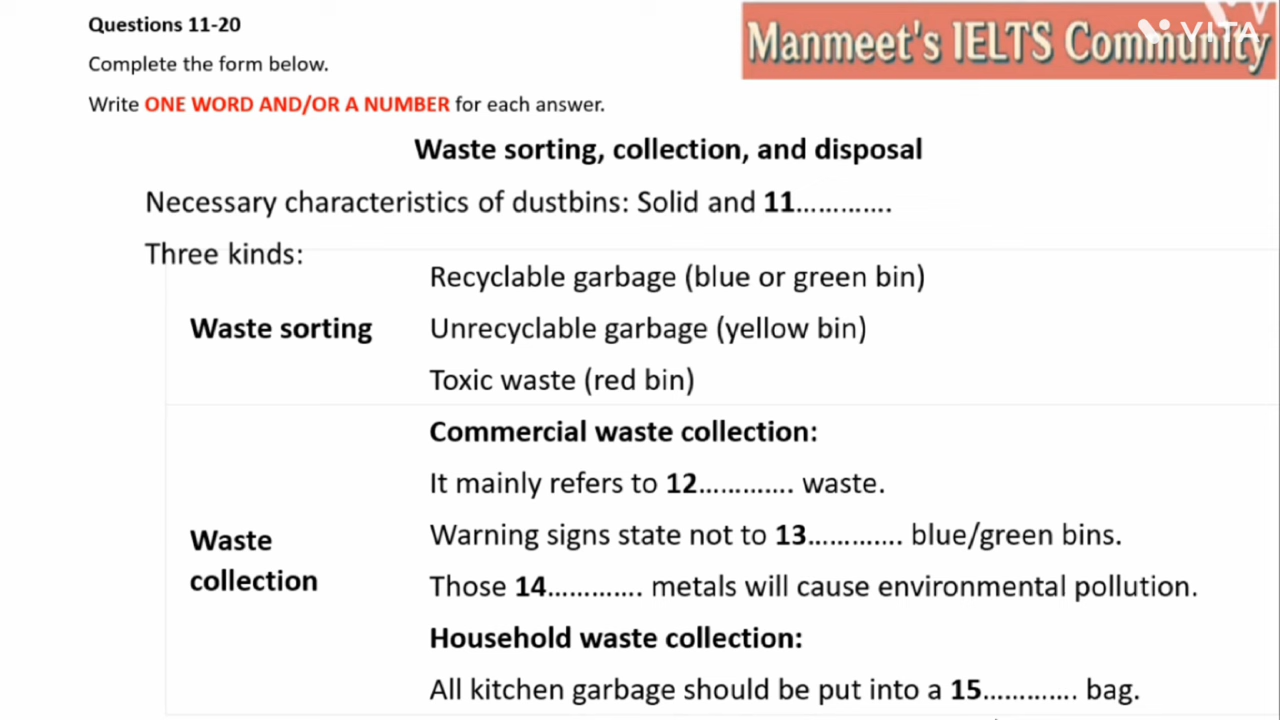 Questions 11-20
Manmeet's IELTS Community
VITA
Complete the form below.
Write ONE WORD AND/OR A NUMBER for each answer.
Waste sorting, collection, and disposal
Necessary characteristics of dustbins: Solid and 11………….
Three kinds:
Recyclable garbage (blue or green bin)
Waste sorting
Unrecyclable garbage (yellow bin)
Toxic waste (red bin)
Commercial waste collection:
It mainly refers to 12…………. waste.
Warning signs state not to 13…………. blue/green bins.
Waste
collection
Those 14…………. metals will cause environmental pollution.
Household waste collection:
All kitchen garbage should be put into a 15…………. bag.